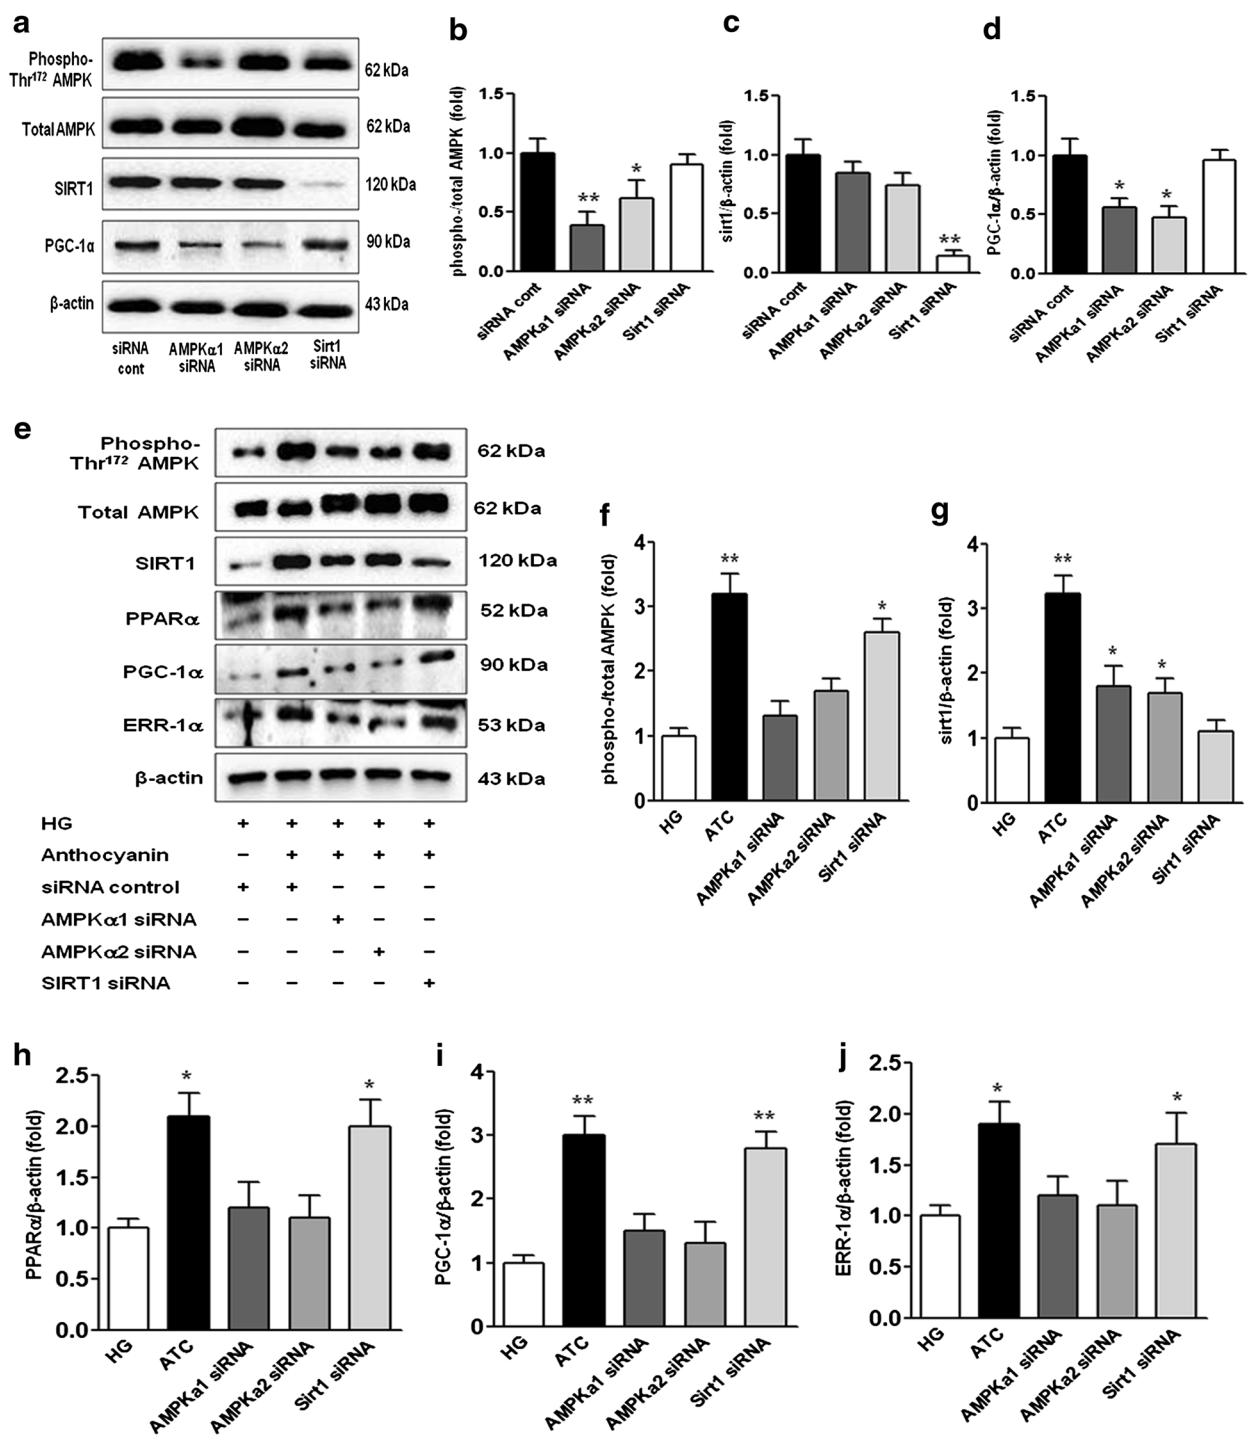 a
Phospho-
Thr¹⁷² AMPK
62 kDa
Total AMPK
62 kDa
SIRT1
120 kDa
PGC-1α
90 kDa
β-actin
43 kDa
siRNA
cont
AMPKα1
siRNA
AMPKα2
siRNA
Sirt1
siRNA
b
phospho-/total AMPK (fold)
1.5
1.0
0.5
0.0
**
*
siRNA cont
AMPKa1 siRNA
AMPKa2 siRNA
Sirt1 siRNA
c
sirt1/β-actin (fold)
1.5
1.0
0.5
0.0
**
siRNA cont
AMPKa1 siRNA
AMPKa2 siRNA
Sirt1 siRNA
d
PGC-1α/β-actin (fold)
1.5
1.0
0.5
0.0
*
*
siRNA cont
AMPKa1 siRNA
AMPKa2 siRNA
Sirt1 siRNA
e
Phospho-
Thr¹⁷² AMPK
62 kDa
Total AMPK
62 kDa
SIRT1
120 kDa
PPARα
52 kDa
PGC-1α
90 kDa
ERR-1α
53 kDa
β-actin
43 kDa
HG + + + + +
Anthocyanin – + + + +
siRNA control + + – – –
AMPKα1 siRNA – – + – –
AMPKα2 siRNA – – – + –
SIRT1 siRNA – – – – +
f
phospho-/total AMPK (fold)
4
3
2
1
0
**
*
HG
ATC
AMPKa1 siRNA
AMPKa2 siRNA
Sirt1 siRNA
g
sirt1/β-actin (fold)
4
3
2
1
0
**
*
*
HG
ATC
AMPKa1 siRNA
AMPKa2 siRNA
Sirt1 siRNA
h
PPARα/β-actin (fold)
2.5
2.0
1.5
1.0
0.5
0.0
*
*
HG
ATC
AMPKa1 siRNA
AMPKa2 siRNA
Sirt1 siRNA
i
PGC-1α/β-actin (fold)
4
3
2
1
0
**
**
HG
ATC
AMPKa1 siRNA
AMPKa2 siRNA
Sirt1 siRNA
j
ERR-1α/β-actin (fold)
2.5
2.0
1.5
1.0
0.5
0.0
*
*
HG
ATC
AMPKa1 siRNA
AMPKa2 siRNA
Sirt1 siRNA